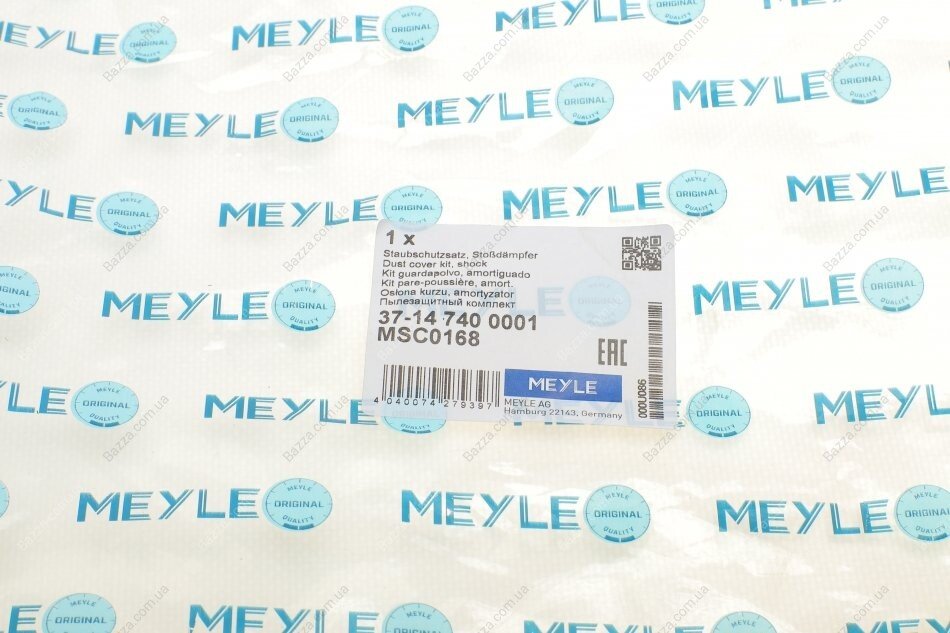 MEYLE ORIGINAL QUALITY
1 x
Staubschutzsatz, Stoßdämpfer
Dust cover kit, shock
Kit guardapolvo, amortiguado
Kit pare-poussière, amort.
Osłona kurzu, amortyzator
Пылезащитный комплект
37-14 740 0001
MSC0168
EAC
4 040074 279397
MEYLE
MEYLE AG
Hamburg 22143, Germany
000U0086
Bazza.com.ua